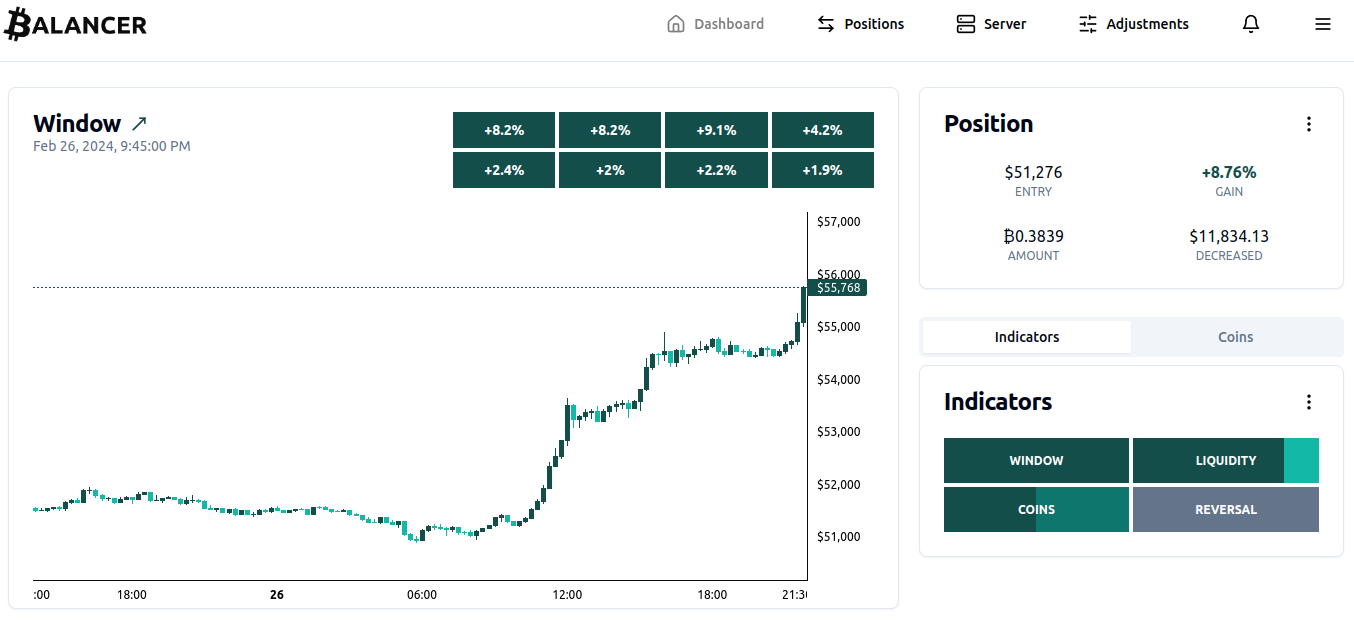 ₿ALANCER
Dashboard
Positions
Server
Adjustments
Window
Feb 26, 2024, 9:45:00 PM
+8.2% +8.2% +9.1% +4.2%
+2.4% +2% +2.2% +1.9%
$57,000
$56,000
$55,768
$55,000
$54,000
$53,000
$52,000
$51,000
:00 18:00 26 06:00 12:00 18:00 21:30
Position
$51,276 +8.76%
ENTRY GAIN
₿0.3839 $11,834.13
AMOUNT DECREASED
Indicators Coins
Indicators
WINDOW LIQUIDITY
COINS REVERSAL